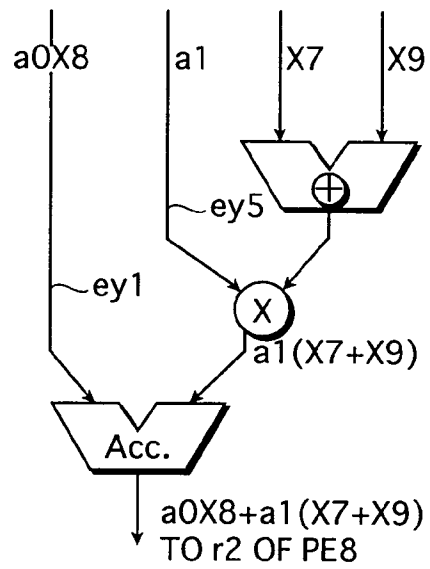 a0X8 a1 X7 X9
+
ey5
ey1
X
a1(X7+X9)
Acc.
a0X8+a1(X7+X9)
TO r2 OF PE8